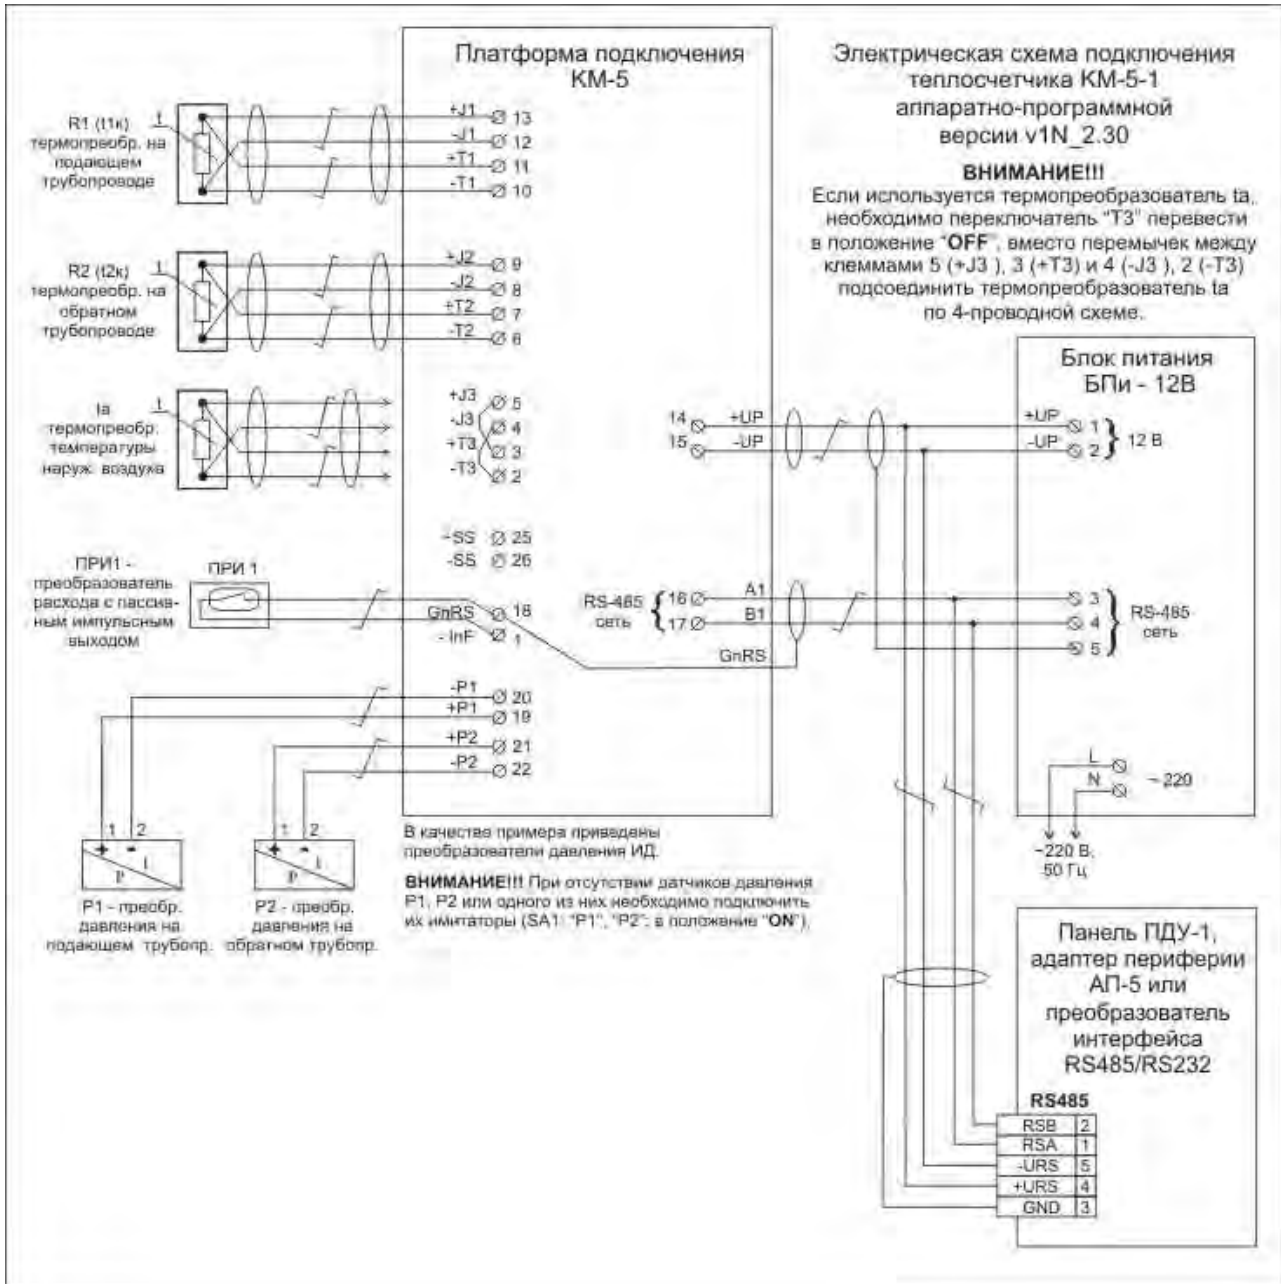 Платформа подключения
КМ-5
Электрическая схема подключения
теплосчетчика КМ-5-1
аппаратно-программной
версии v1N_2.30
ВНИМАНИЕ!!!
Если используется термопреобразователь ta,
необходимо переключатель "Т3" перевести
в положение "OFF", вместо перемычек между
клеммами 5 (+J3 ), 3 (+Т3) и 4 (-J3 ), 2 (-Т3)
подсоединить термопреобразователь ta
по 4-проводной схеме.
R1 (t1к)
термопреобр. на
подающем
трубопроводе
1
+J1 13
-J1 12
+T1 11
-T1 10
R2 (t2к)
термопреобр. на
обратном
трубопроводе
1
+J2 9
-J2 8
+T2 7
-T2 6
ta
термопреобр.
температуры
наруж. воздуха
1
+J3 5
-J3 4
+T3 3
-T3 2
14 +UP
15 -UP
Блок питания
БПи - 12В
+UP 1
-UP 2
12 В
-SS 25
-SS 26
ПРИ1 -
преобразователь
расхода с пассив-
ным импульсным
выходом
ПРИ 1
GnRS 18
- InF 1
RS-485
сеть
16 A1
17 B1
GnRS
3
4
5
RS-485
сеть
-P1 20
+P1 19
+P2 21
-P2 22
L
N
~220
~220 В,
50 Гц
1 2
+ -
I
P
P1 - преобр.
давления на
подающем трубопр.
1 2
+ -
I
P
P2 - преобр.
давления на
обратном трубопр.
В качестве примера приведены
преобразователи давления ИД.
ВНИМАНИЕ!!! При отсутствии датчиков давления
Р1, Р2 или одного из них необходимо подключить
их имитаторы (SA1: "P1", "P2": в положение "ON").
Панель ПДУ-1,
адаптер периферии
АП-5 или
преобразователь
интерфейса
RS485/RS232
RS485
RSB 2
RSA 1
-URS 5
+URS 4
GND 3